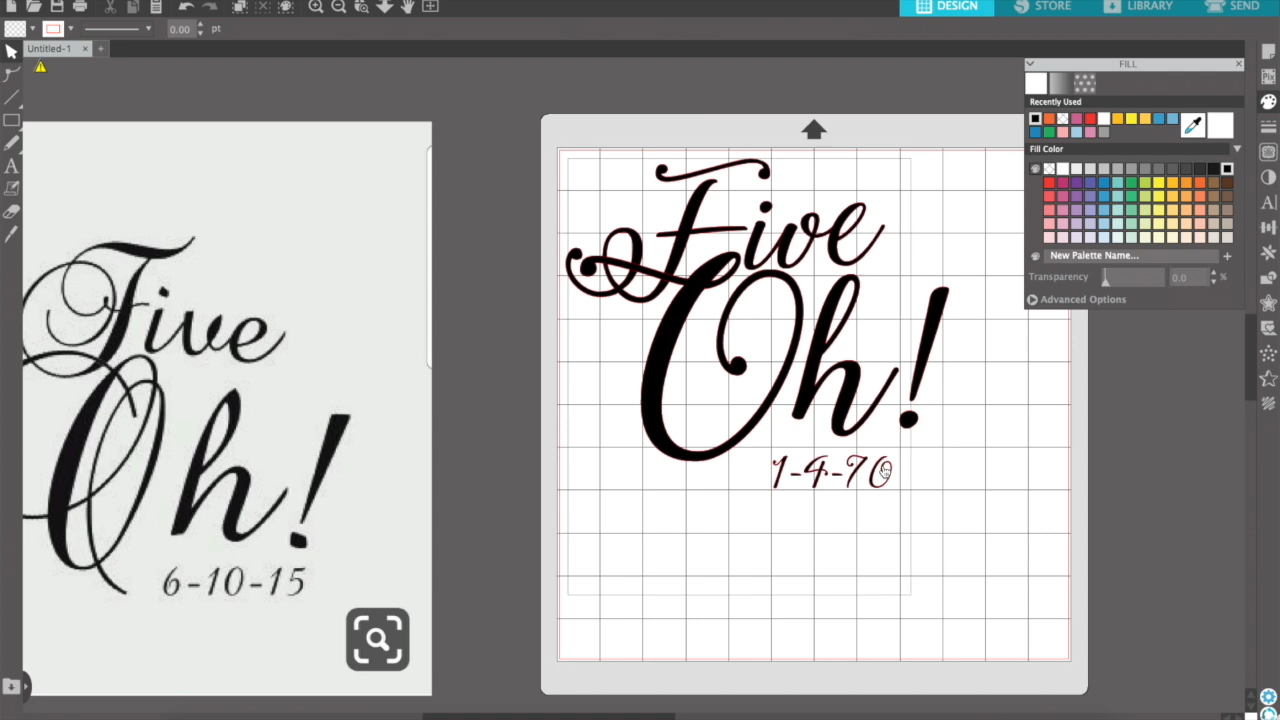 DESIGN STORE LIBRARY SEND
0.00 pt
Untitled-1 × +
FILL
Recently Used
Fill Color
New Palette Name...
Transparency 0.0 %
Advanced Options
Five
Oh!
6-10-15
Five
Oh!
1-4-70
Pix
A
A